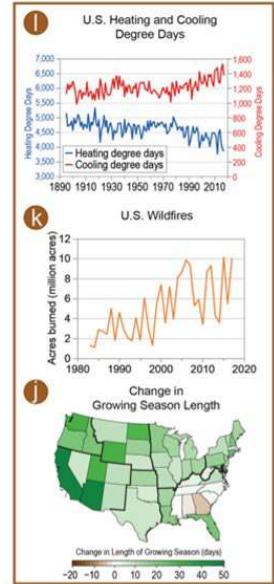 l
U.S. Heating and Cooling
Degree Days
Heating Degree Days
7,000
6,500
6,000
5,500
5,000
4,500
4,000
3,500
3,000
1,600
1,400
1,200
1,000
800
600
400
200
0
Cooling Degree Days
Heating degree days
Cooling degree days
1895 1910 1930 1950 1970 1990 2010
k
U.S. Wildfires
Acres burned (million acres)
12
10
8
6
4
2
0
1980 1990 2000 2010 2020
j
Change in
Growing Season Length
Change in Length of Growing Season (days)
−20 −10 0 10 20 30 40 50